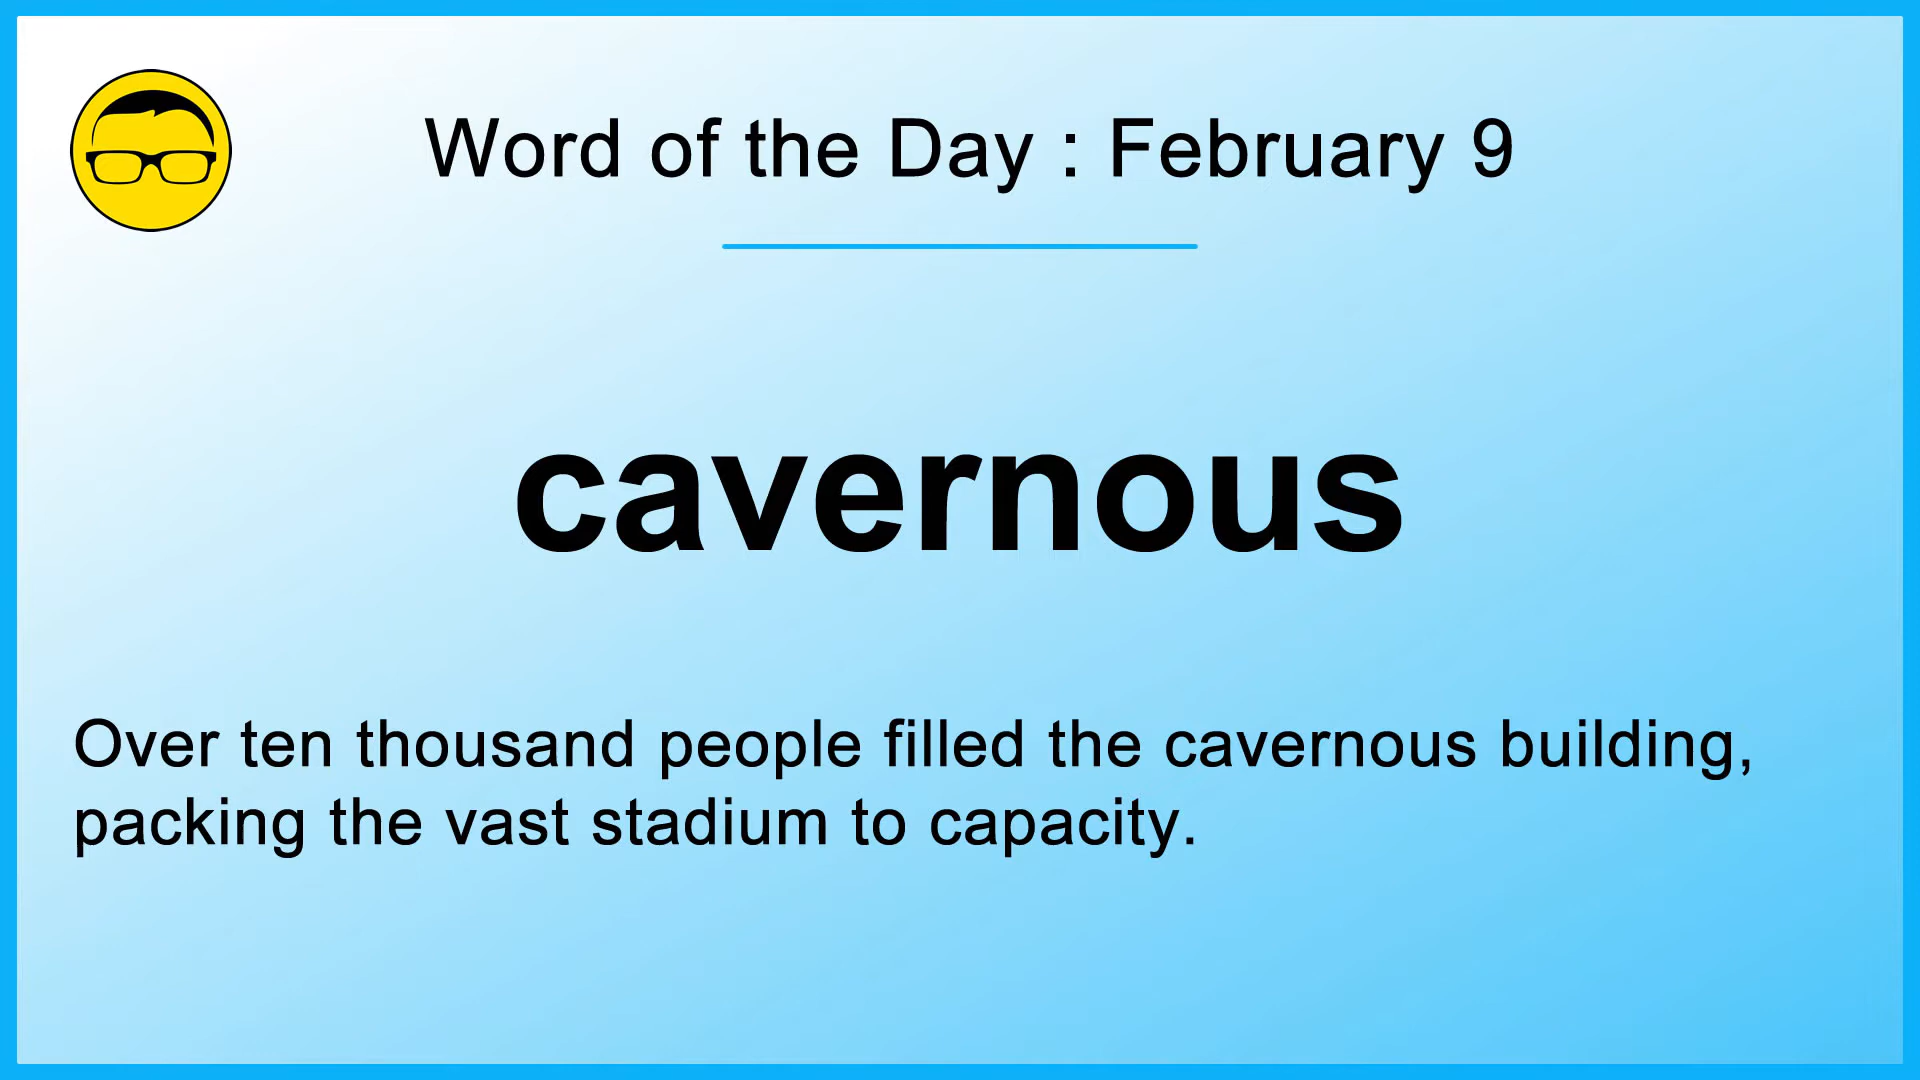 Word of the Day : February 9
cavernous
Over ten thousand people filled the cavernous building,
packing the vast stadium to capacity.